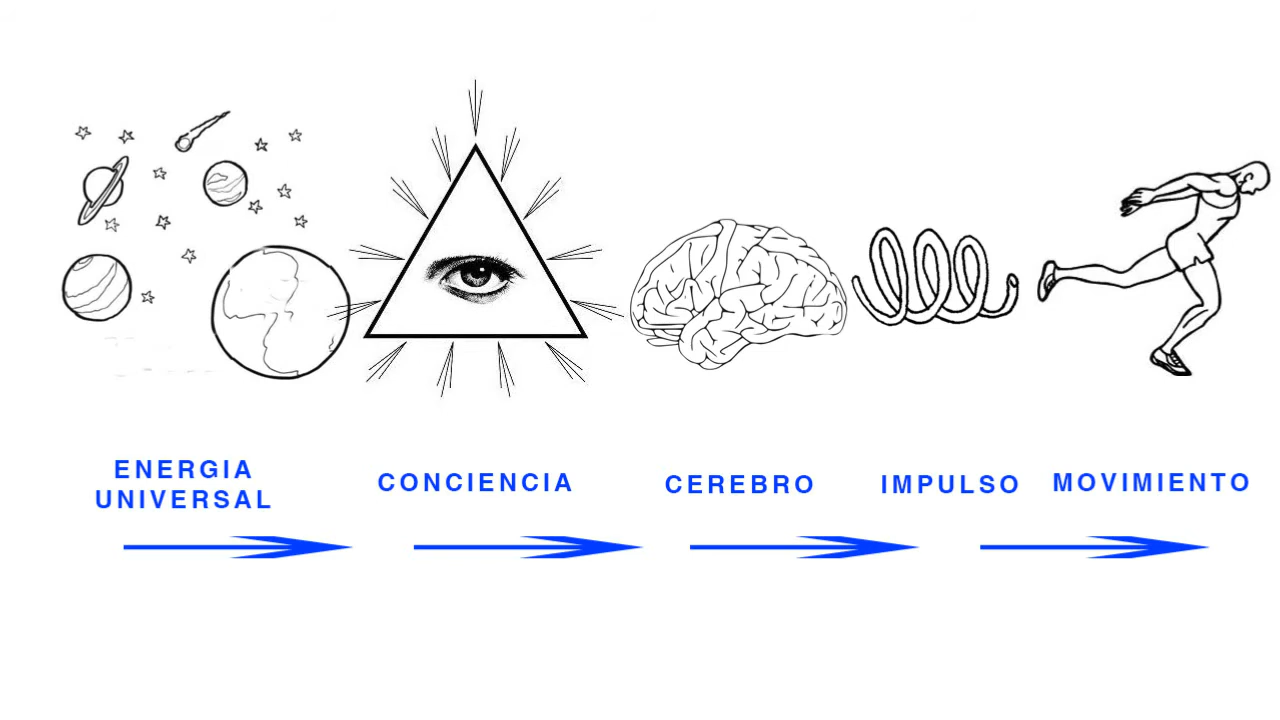 ENERGIA
UNIVERSAL
CONCIENCIA
CEREBRO
IMPULSO
MOVIMIENTO